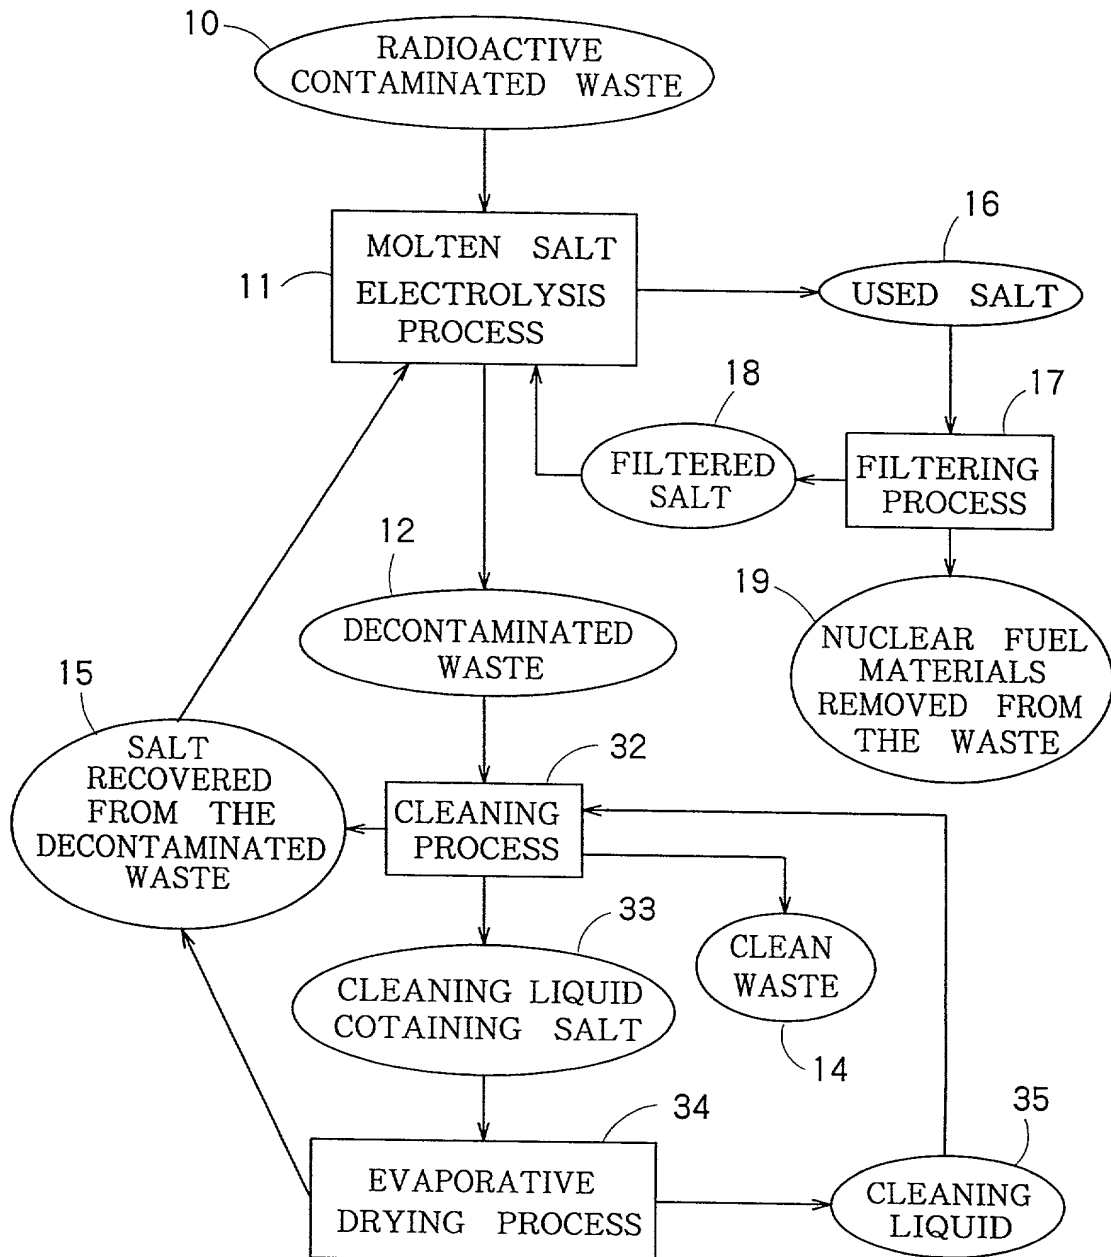 10
RADIOACTIVE
CONTAMINATED WASTE
11
MOLTEN SALT
ELECTROLYSIS
PROCESS
16
USED SALT
18
FILTERED
SALT
17
FILTERING
PROCESS
12
DECONTAMINATED
WASTE
19
NUCLEAR FUEL
MATERIALS
REMOVED FROM
THE WASTE
15
SALT
RECOVERED
FROM THE
DECONTAMINATED
WASTE
32
CLEANING
PROCESS
33
CLEANING LIQUID
COTAINING SALT
CLEAN
WASTE
14
34
EVAPORATIVE
DRYING PROCESS
35
CLEANING
LIQUID